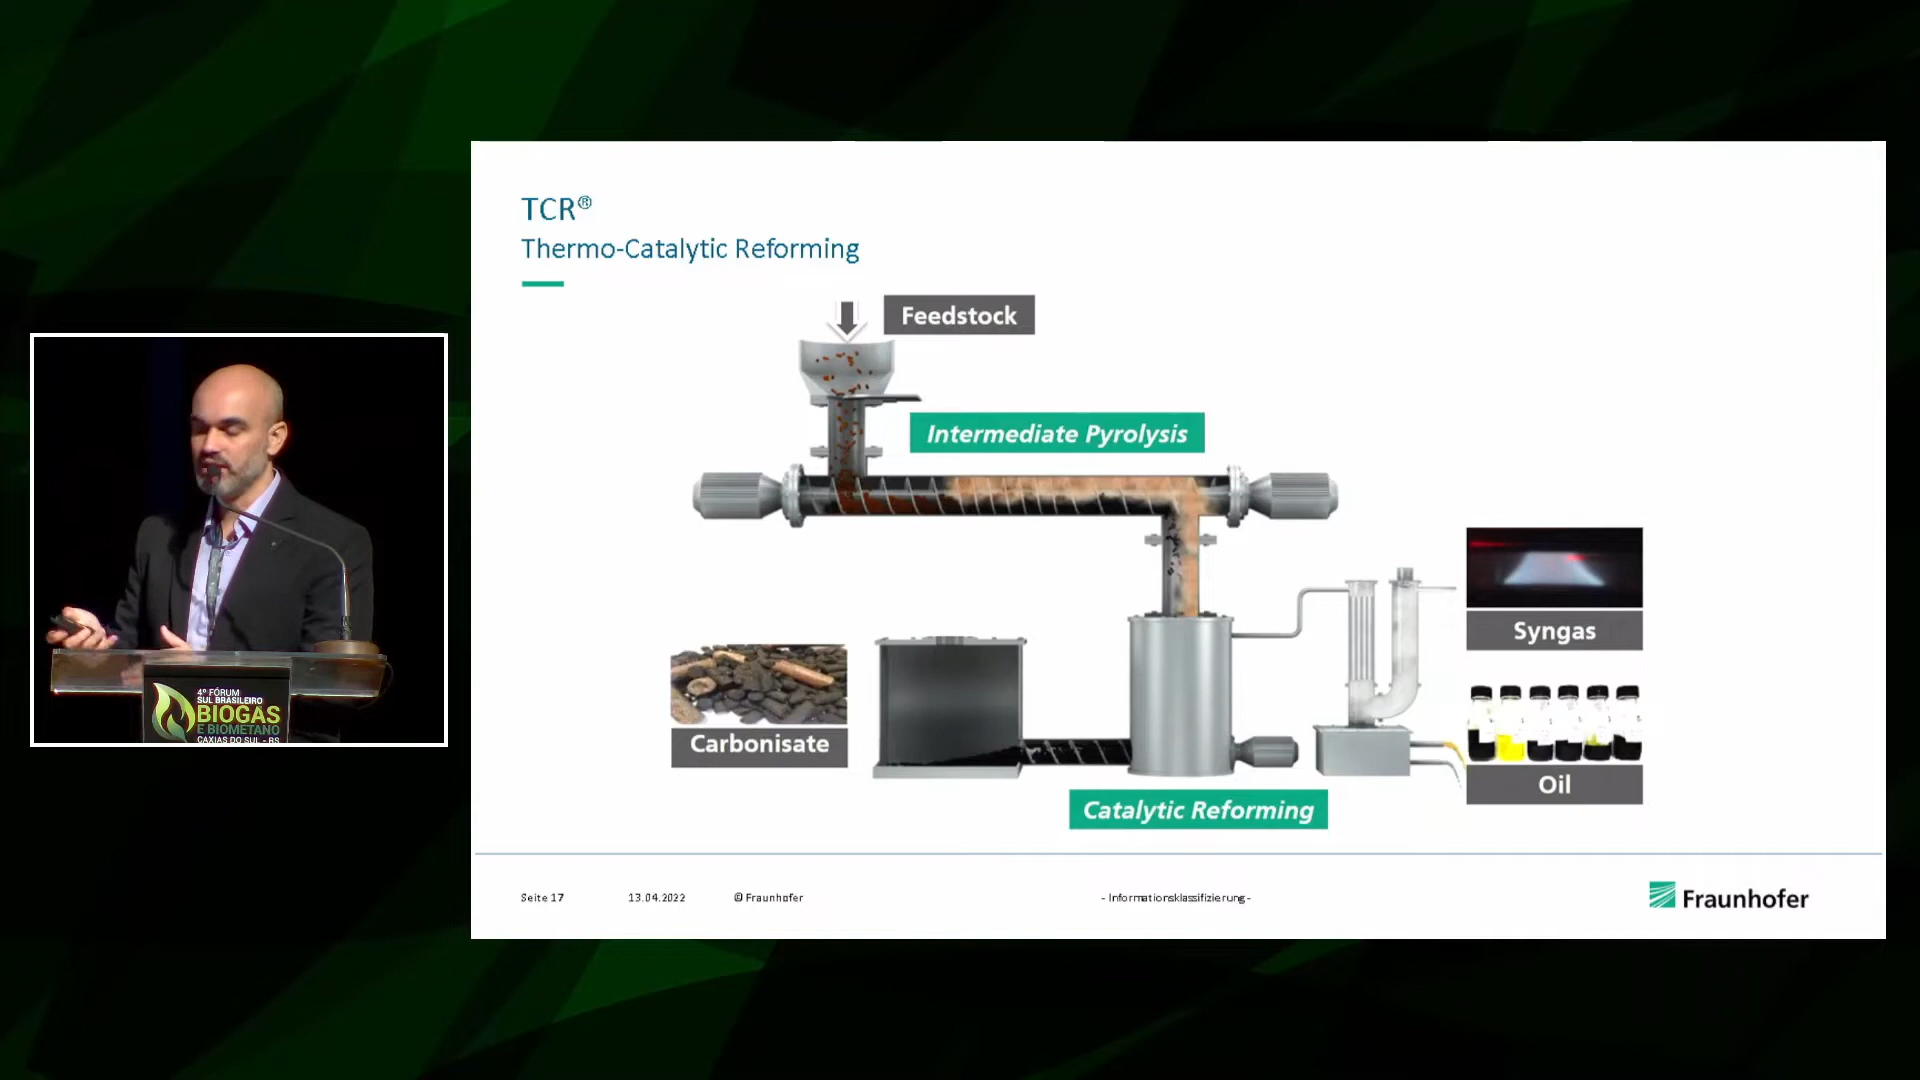 TCR®
Thermo-Catalytic Reforming
Feedstock
Intermediate Pyrolysis
Syngas
Carbonisate
Oil
Catalytic Reforming
Seite 17
13.04.2022
© Fraunhofer
- Informationsklassifizierung -
Fraunhofer
4º FÓRUM
SUL BRASILEIRO
BIOGAS
E BIOMETANO
CAXIAS DO SUL - RS